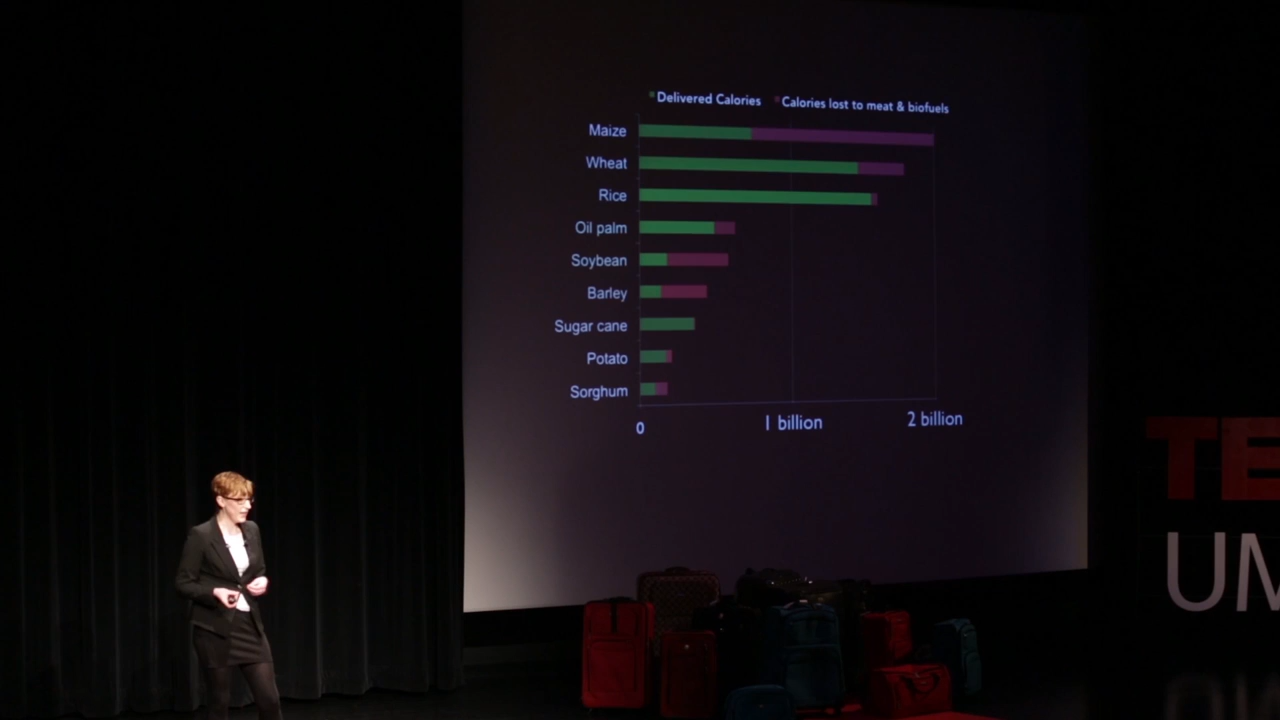 Delivered Calories Calories lost to meat & biofuels
Maize
Wheat
Rice
Oil palm
Soybean
Barley
Sugar cane
Potato
Sorghum
0 1 billion 2 billion
TE
UM